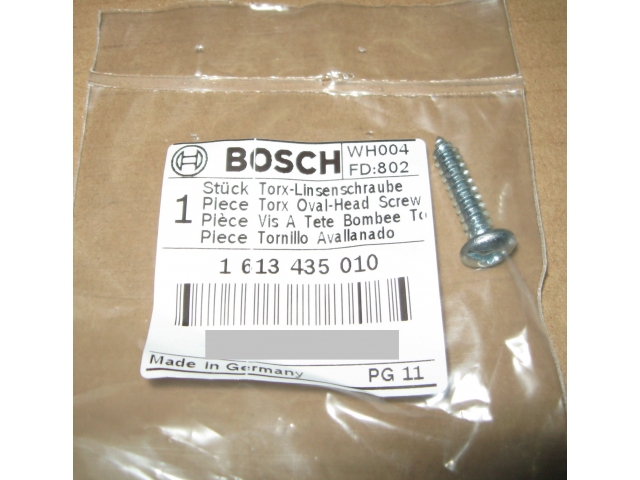 BOSCH
WH004
FD:802
1
Stück Torx-Linsenschraube
Piece Torx Oval-Head Screw
Pièce Vis A Tete Bombee
Piece Tornillo Avallanado
1 613 435 010
Made in Germany
PG 11